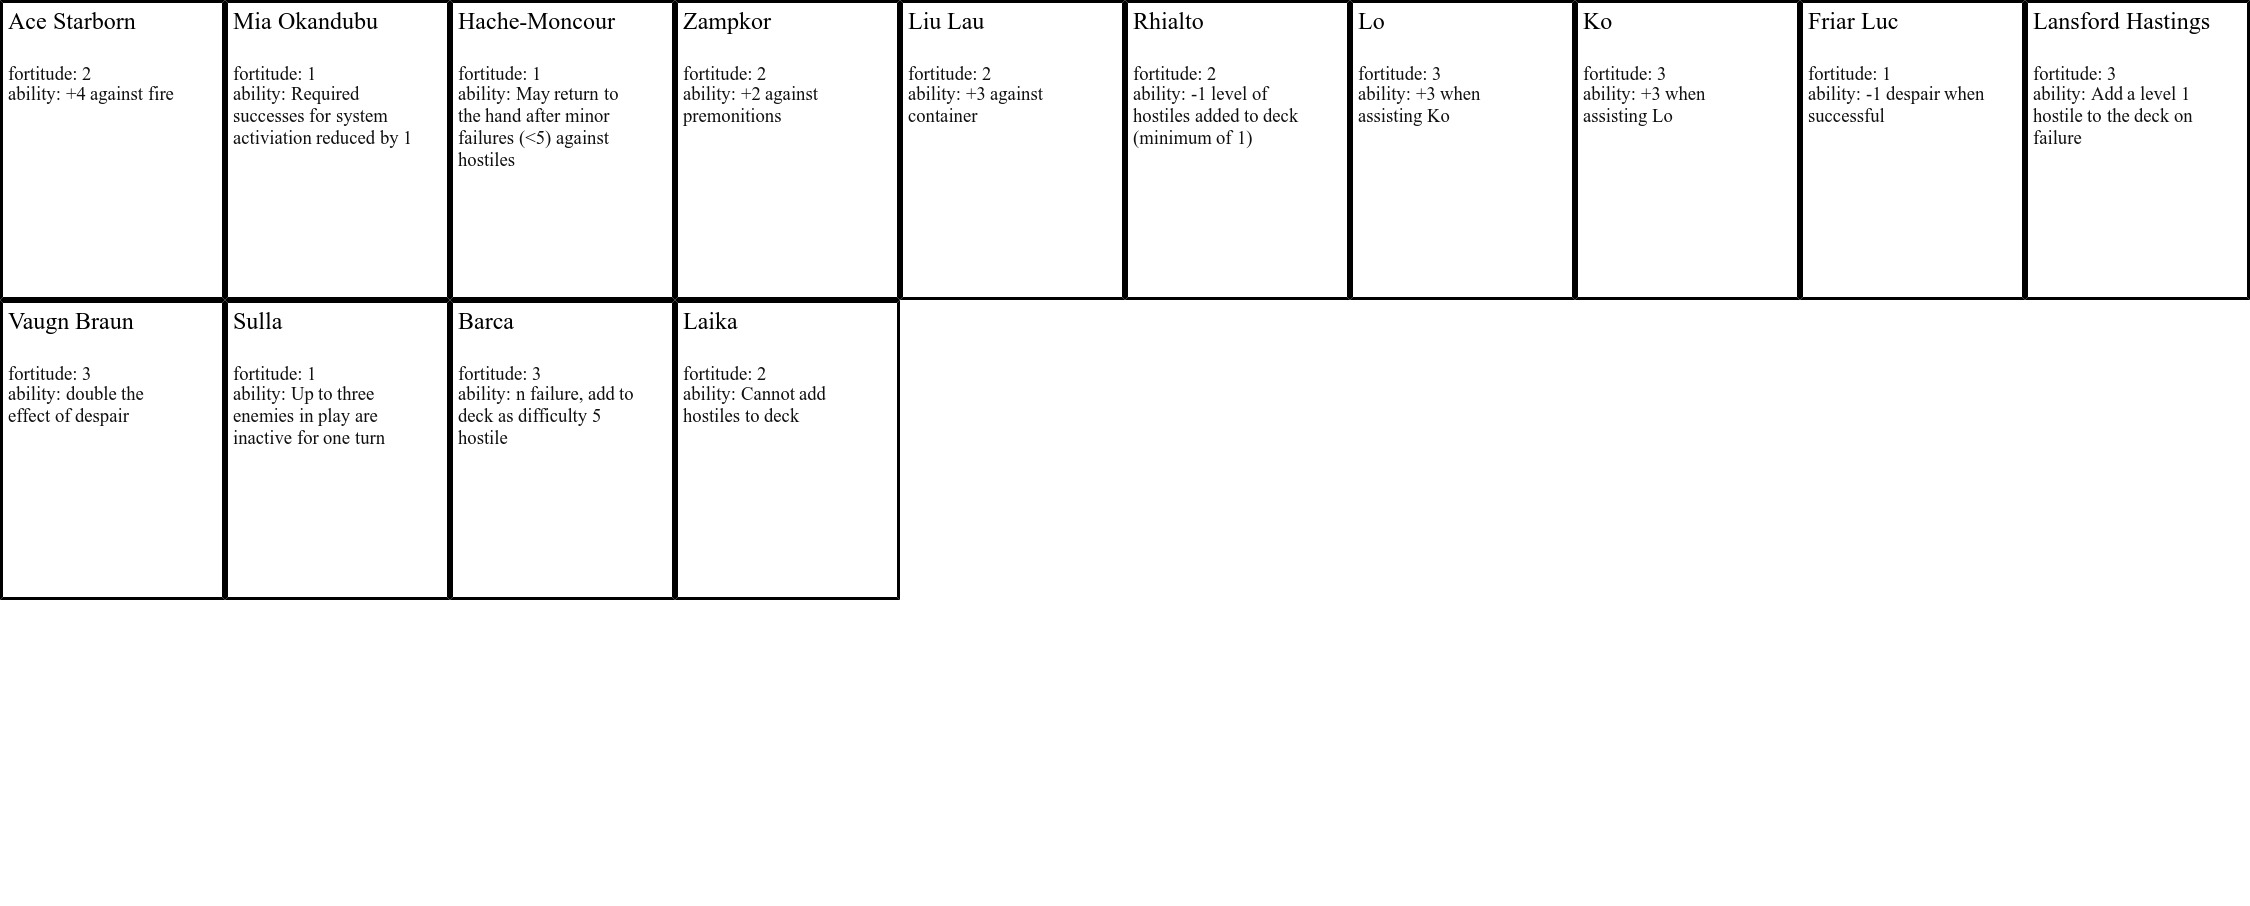 Ace Starborn
fortitude: 2
ability: +4 against fire
Mia Okandubu
fortitude: 1
ability: Required
successes for system
activiation reduced by 1
Hache-Moncour
fortitude: 1
ability: May return to
the hand after minor
failures (<5) against
hostiles
Zampkor
fortitude: 2
ability: +2 against
premonitions
Liu Lau
fortitude: 2
ability: +3 against
container
Rhialto
fortitude: 2
ability: -1 level of
hostiles added to deck
(minimum of 1)
Lo
fortitude: 3
ability: +3 when
assisting Ko
Ko
fortitude: 3
ability: +3 when
assisting Lo
Friar Luc
fortitude: 1
ability: -1 despair when
successful
Lansford Hastings
fortitude: 3
ability: Add a level 1
hostile to the deck on
failure
Vaugn Braun
fortitude: 3
ability: double the
effect of despair
Sulla
fortitude: 1
ability: Up to three
enemies in play are
inactive for one turn
Barca
fortitude: 3
ability: n failure, add to
deck as difficulty 5
hostile
Laika
fortitude: 2
ability: Cannot add
hostiles to deck